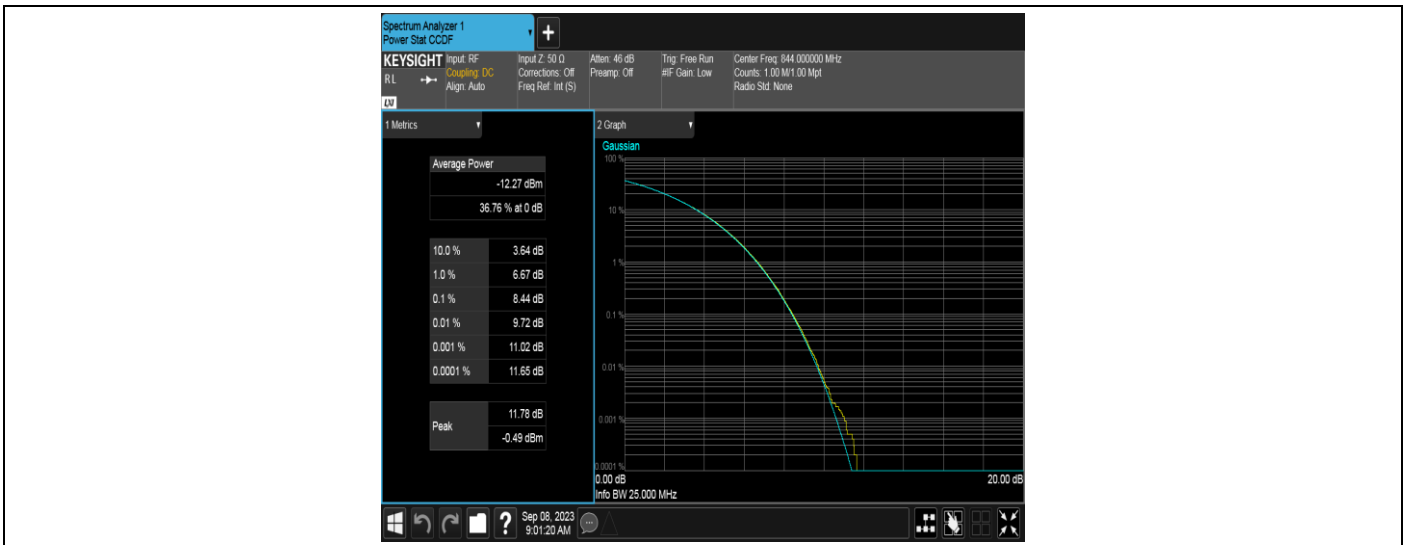 Spectrum Analyzer 1
Power Stat CCDF
+
KEYSIGHT
RL
LXI
Input: RF
Coupling: DC
Align: Auto
Input Z: 50 Ω
Corrections: Off
Freq Ref: Int (S)
Atten: 46 dB
Preamp: Off
Trig: Free Run
#IF Gain: Low
Center Freq: 844.000000 MHz
Counts: 1.00 M/1.00 Mpt
Radio Std: None
1 Metrics
Average Power
-12.27 dBm
36.76 % at 0 dB
10.0 % 3.64 dB
1.0 % 6.67 dB
0.1 % 8.44 dB
0.01 % 9.72 dB
0.001 % 11.02 dB
0.0001 % 11.65 dB
Peak 11.78 dB
-0.49 dBm
2 Graph
Gaussian
100 %
10 %
1 %
0.1 %
0.01 %
0.001 %
0.0001 %
0.00 dB 20.00 dB
Info BW 25.000 MHz
?
Sep 08, 2023
9:01:20 AM